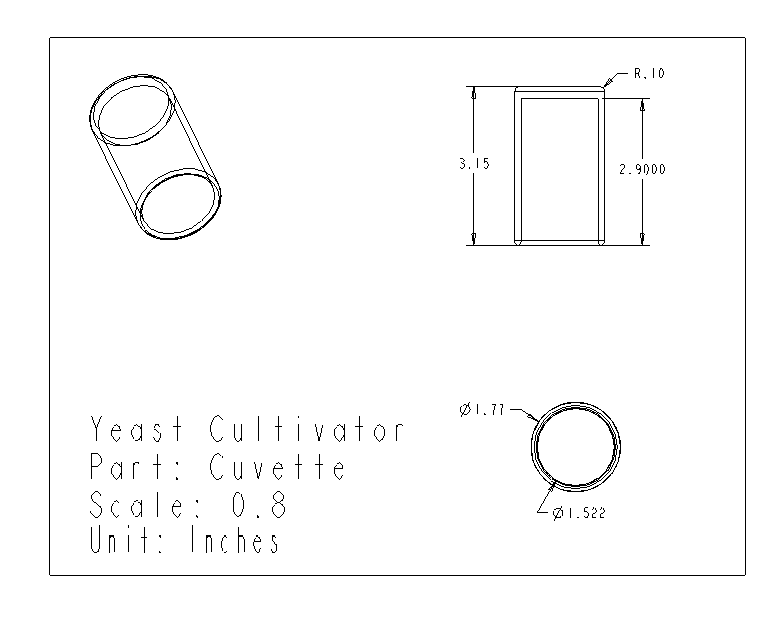 R.10
3.15
2.9000
Ø1.77
Ø1.522
Yeast Cultivator
Part: Cuvette
Scale: 0.8
Unit: Inches